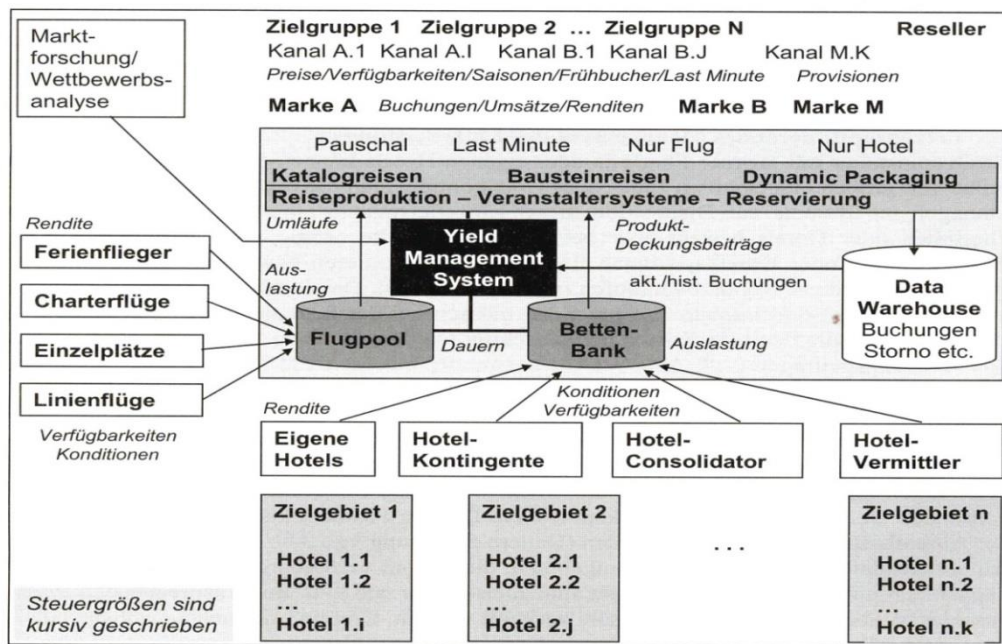 Markt-
forschung/
Wettbewerbs-
analyse
Zielgruppe 1 Zielgruppe 2 ... Zielgruppe N Reseller
Kanal A.1 Kanal A.I Kanal B.1 Kanal B.J Kanal M.K
Preise/Verfügbarkeiten/Saisonen/Frühbucher/Last Minute Provisionen
Marke A Buchungen/Umsätze/Renditen Marke B Marke M
Pauschal Last Minute Nur Flug Nur Hotel
Katalogreisen Bausteinreisen Dynamic Packaging
Reiseproduktion – Veranstaltersysteme – Reservierung
Rendite
Ferienflieger
Charterflüge
Einzelplätze
Linienflüge
Verfügbarkeiten
Konditionen
Umläufe
Aus-
lastung
Yield
Management
System
Produkt-
Deckungsbeiträge
akt./hist. Buchungen
Data
Warehouse
Buchungen
Storno etc.
Flugpool
Dauern
Betten-
Bank
Auslastung
Rendite
Konditionen
Verfügbarkeiten
Eigene
Hotels
Hotel-
Kontingente
Hotel-
Consolidator
Hotel-
Vermittler
Zielgebiet 1
Hotel 1.1
Hotel 1.2
...
Hotel 1.i
Zielgebiet 2
Hotel 2.1
Hotel 2.2
...
Hotel 2.j
...
Zielgebiet n
Hotel n.1
Hotel n.2
...
Hotel n.k
Steuergrößen sind
kursiv geschrieben